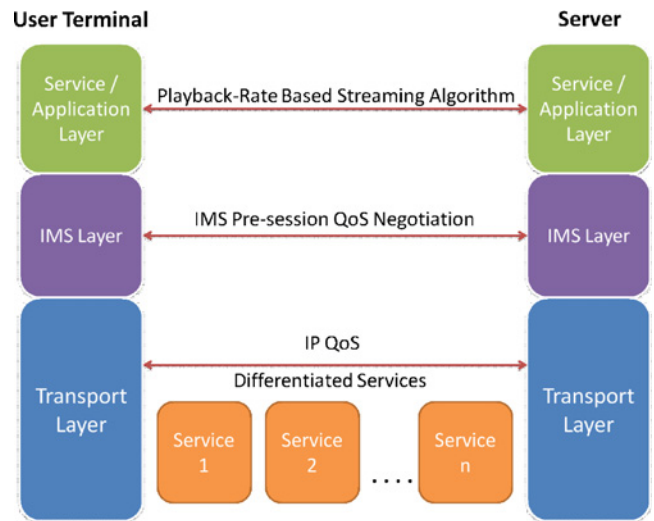 User Terminal
Server
Service /
Application
Layer
Playback-Rate Based Streaming Algorithm
Service /
Application
Layer
IMS Layer
IMS Pre-session QoS Negotiation
IMS Layer
Transport
Layer
IP QoS
Differentiated Services
Service
1
Service
2
. . . .
Service
n
Transport
Layer